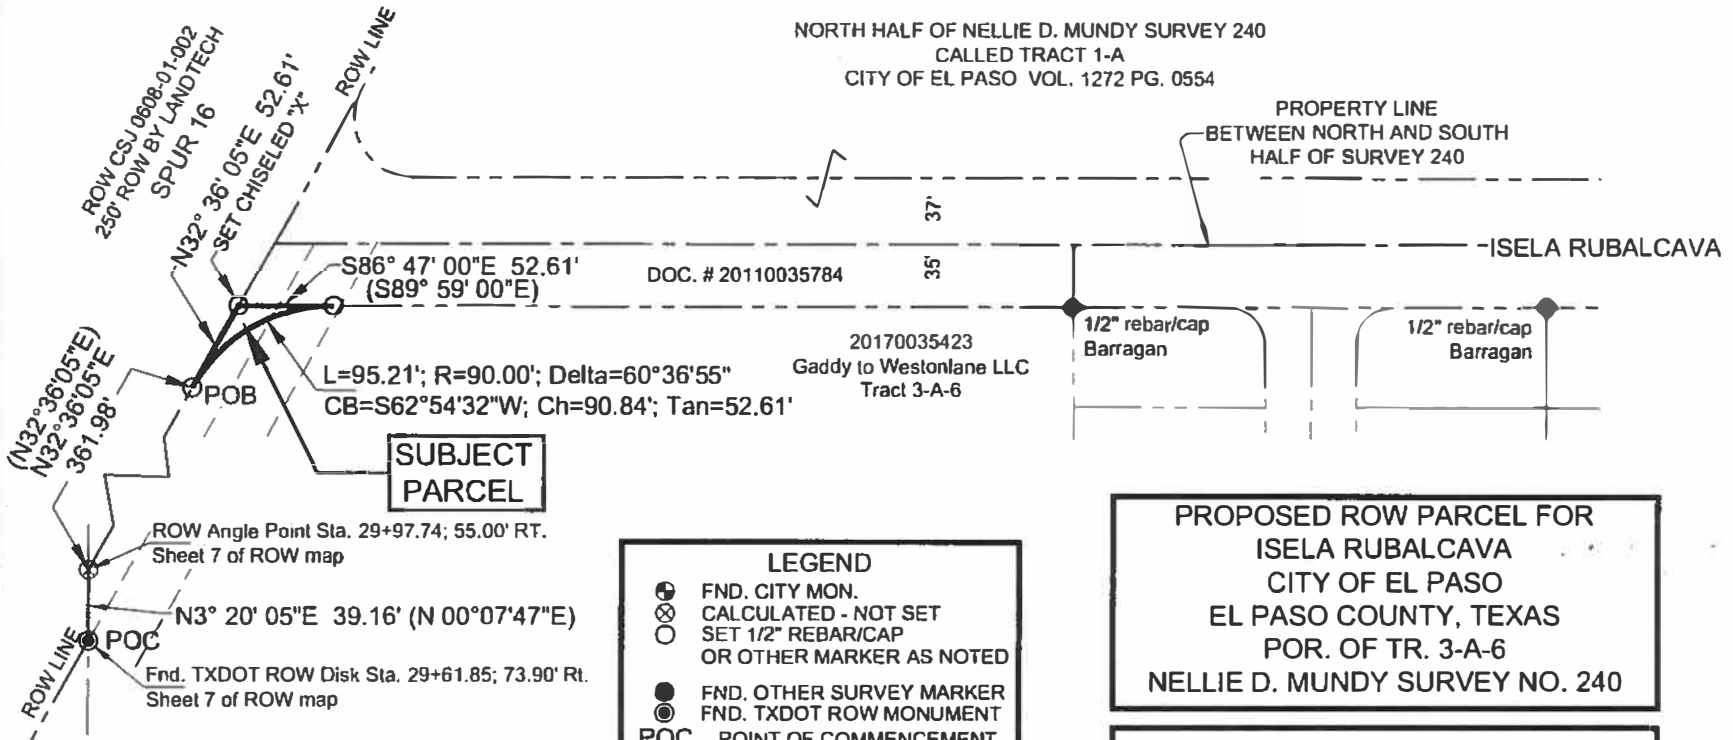 NORTH HALF OF NELLIE D. MUNDY SURVEY 240
CALLED TRACT 1-A
CITY OF EL PASO VOL. 1272 PG. 0554
ROW CSJ 0608-01-002
250' ROW BY LANDTECH
SPUR 16
N32° 36' 05"E 52.61'
SET CHISELED "X"
ROW LINE
PROPERTY LINE
BETWEEN NORTH AND SOUTH
HALF OF SURVEY 240
37'
35'
ISELA RUBALCAVA
S86° 47' 00"E 52.61'
(S89° 59' 00"E)
DOC. # 20110035784
1/2" rebar/cap
Barragan
1/2" rebar/cap
Barragan
20170035423
Gaddy to Westonlane LLC
Tract 3-A-6
L=95.21'; R=90.00'; Delta=60°36'55"
CB=S62°54'32"W; Ch=90.84'; Tan=52.61'
POB
(N32°36'05"E)
N32°36'05"E
361.98'
SUBJECT
PARCEL
ROW Angle Point Sta. 29+97.74; 55.00' RT.
Sheet 7 of ROW map
N3° 20' 05"E 39.16' (N 00°07'47"E)
POC
ROW LINE
Fnd. TXDOT ROW Disk Sta. 29+61.85; 73.90' Rt.
Sheet 7 of ROW map
LEGEND
FND. CITY MON.
CALCULATED - NOT SET
SET 1/2" REBAR/CAP
OR OTHER MARKER AS NOTED
FND. OTHER SURVEY MARKER
FND. TXDOT ROW MONUMENT
POC POINT OF COMMENCEMENT
PROPOSED ROW PARCEL FOR
ISELA RUBALCAVA
CITY OF EL PASO
EL PASO COUNTY, TEXAS
POR. OF TR. 3-A-6
NELLIE D. MUNDY SURVEY NO. 240